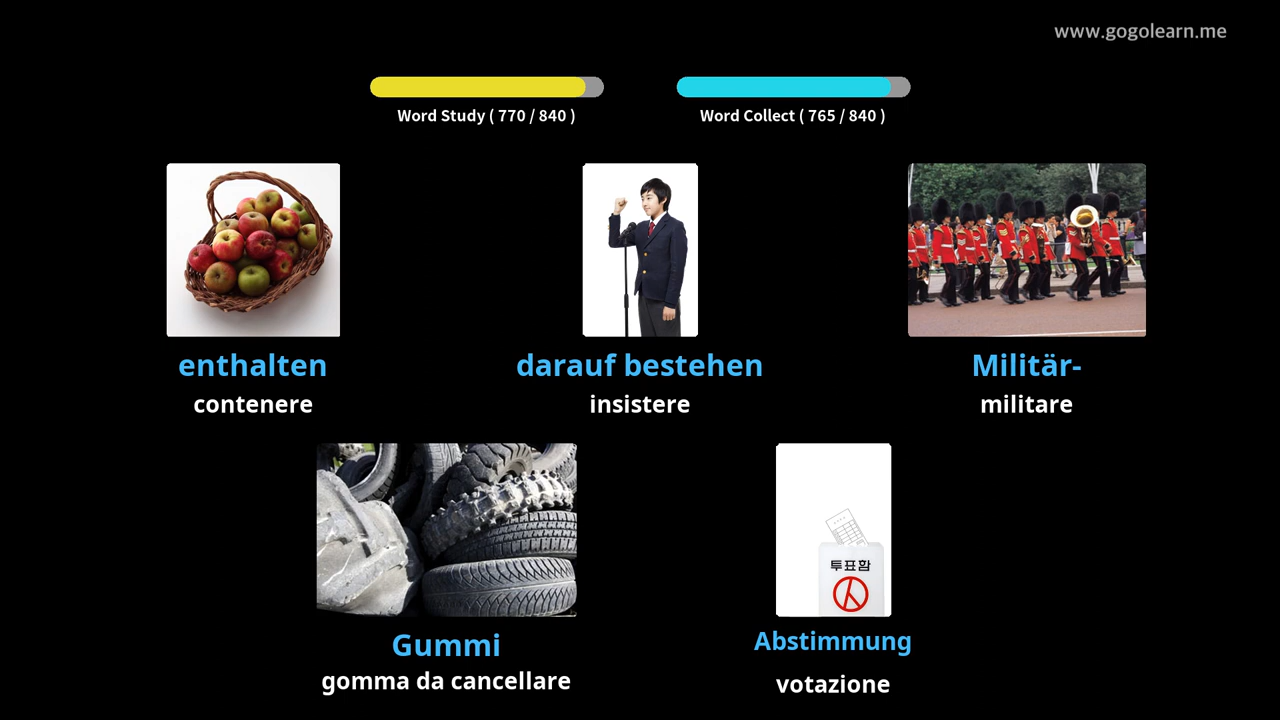 www.gogolearn.me
Word Study ( 770 / 840 )
Word Collect ( 765 / 840 )
enthalten
contenere
darauf bestehen
insistere
Militär-
militare
Gummi
gomma da cancellare
투표함
Abstimmung
votazione